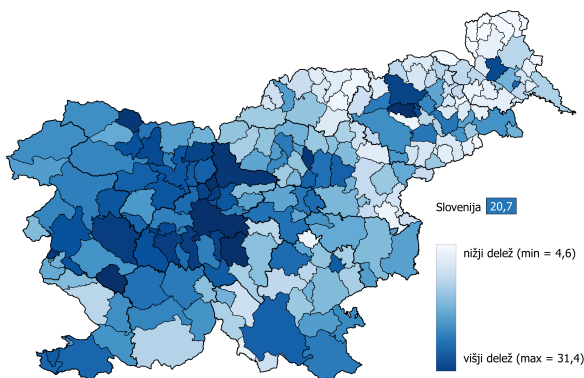 Slovenija 20,7
nižji delež (min = 4,6)
višji delež (max = 31,4)